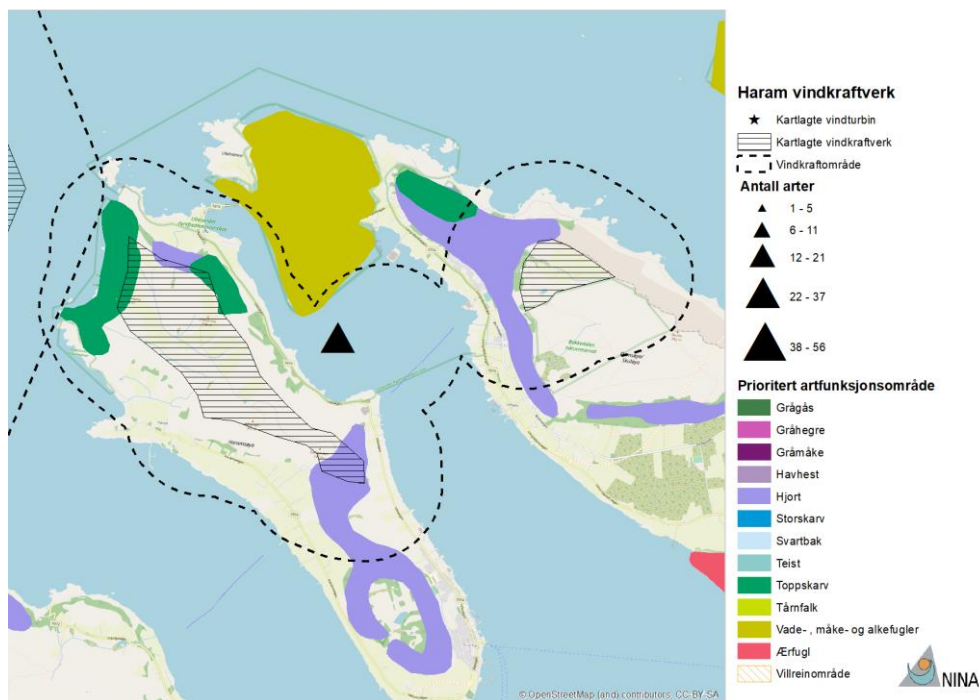 Haram vindkraftverk
Kartlagte vindturbin
Kartlagte vindkraftverk
Vindkraftområde
Antall arter
1 - 5
6 - 11
12 - 21
22 - 37
38 - 56
Prioritert artfunksjonsområde
Grågås
Gråhegre
Gråmåke
Havhest
Hjort
Storskarv
Svartbak
Teist
Toppskarv
Tårnfalk
Vade- , måke- og alkefugler
Ærfugl
Villreinområde
NINA
© OpenStreetMap (and) contributors, CC-BY-SA